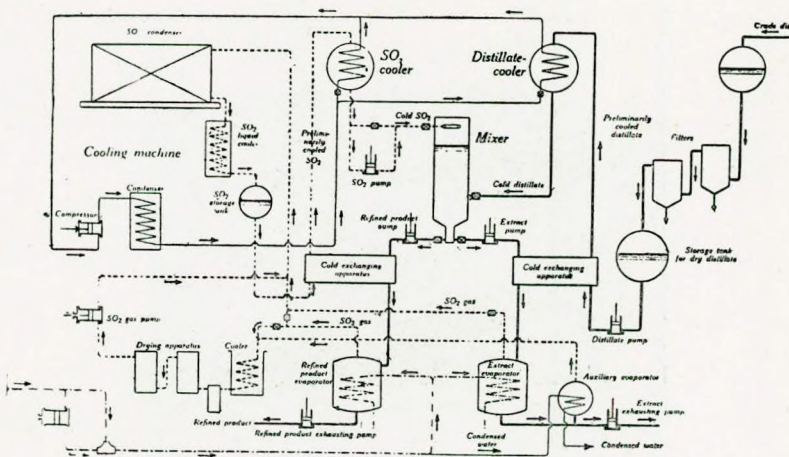 SO condenser
SO₂
cooler
Distillate-
cooler
Crude dis
Cold SO₂
Mixer
SO₂
liquid
cooler
Prelimi-
narily
cooled
SO₂
Preliminarily
cooled
distillate
Filters
Cooling machine
SO₂ pump
Condenser
SO₂
storage
tank
Cold distillate
Compressor
Refined product
pump
Extract
pump
Storage tank
for dry distillate
Cold exchanging
apparatus
Cold exchanging
apparatus
SO₂ gas
SO₂ gas pump
SO₂ gas
Distillate pump
Drying apparatus
Cooler
Refined
product
evaporator
Extract
evaporator
Auxiliary evaporator
Extract
exhausting pump
Refined product
Refined product exhausting pump
Condensed
water
Condensed water